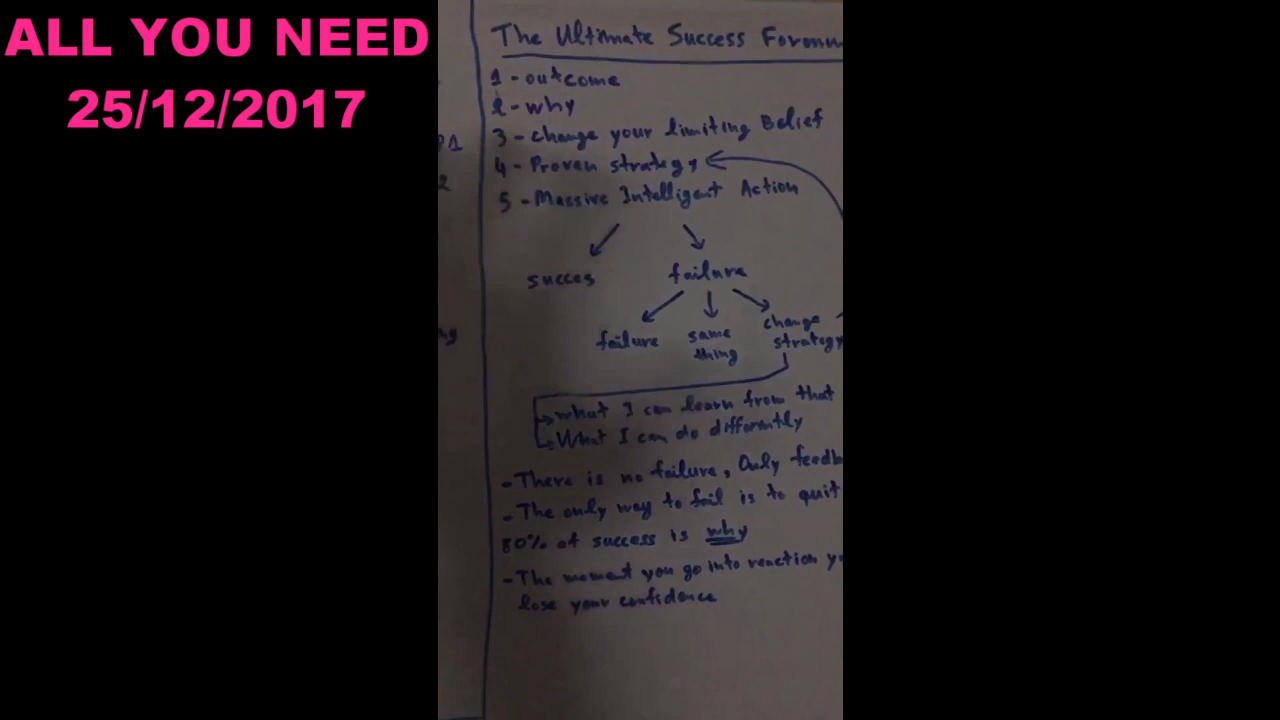 ALL YOU NEED
25/12/2017
The Ultimate Success
1 - outcome
2 - why
3 - change your limiting Belief
4 - Proven strategy
5 - Massive Intelligent Action
succes
failure
failure
same
thing
change
strategy
what I can learn from that
What I can do differently
- There is no failure, Only
- The only way to fail is to quit
80% of success is why
- The moment you go into reaction
lose your confidence